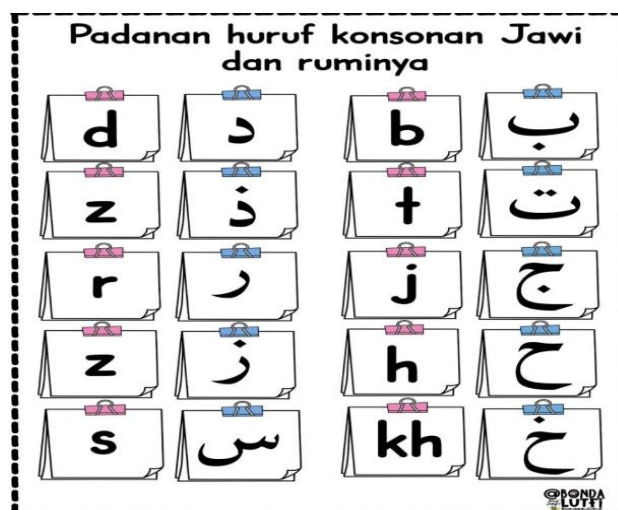 Padanan huruf konsonan Jawi
dan ruminya
d د b ب
z ذ t ت
r ر j ج
z ز h ح
s س kh خ
@BONDA
LUTFI